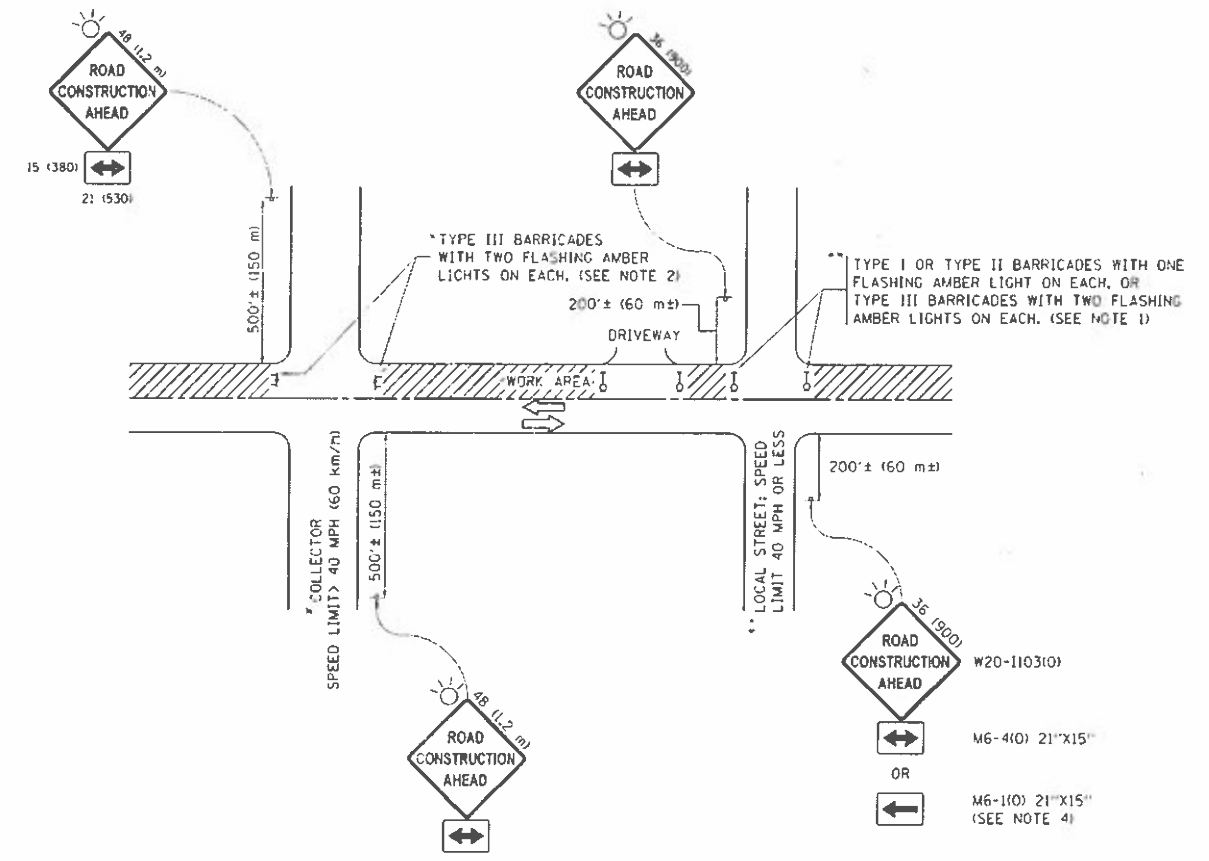 48 (1.2 m)
ROAD
CONSTRUCTION
AHEAD
15 (380)
21 (530)
36 (900)
ROAD
CONSTRUCTION
AHEAD
500'± (150 m)
*TYPE III BARRICADES
WITH TWO FLASHING AMBER
LIGHTS ON EACH. (SEE NOTE 2)
200'± (60 m±)
DRIVEWAY
** TYPE I OR TYPE II BARRICADES WITH ONE
FLASHING AMBER LIGHT ON EACH, OR
TYPE III BARRICADES WITH TWO FLASHING
AMBER LIGHTS ON EACH. (SEE NOTE 1)
WORK AREA
*COLLECTOR
SPEED LIMIT> 40 MPH (60 km/h)
500'± (150 m±)
** LOCAL STREET: SPEED
LIMIT 40 MPH OR LESS
200'± (60 m±)
48 (1.2 m)
ROAD
CONSTRUCTION
AHEAD
36 (900)
ROAD
CONSTRUCTION
AHEAD
W20-1103(0)
M6-4(0) 21"X15"
OR
M6-1(0) 21"X15"
(SEE NOTE 4)